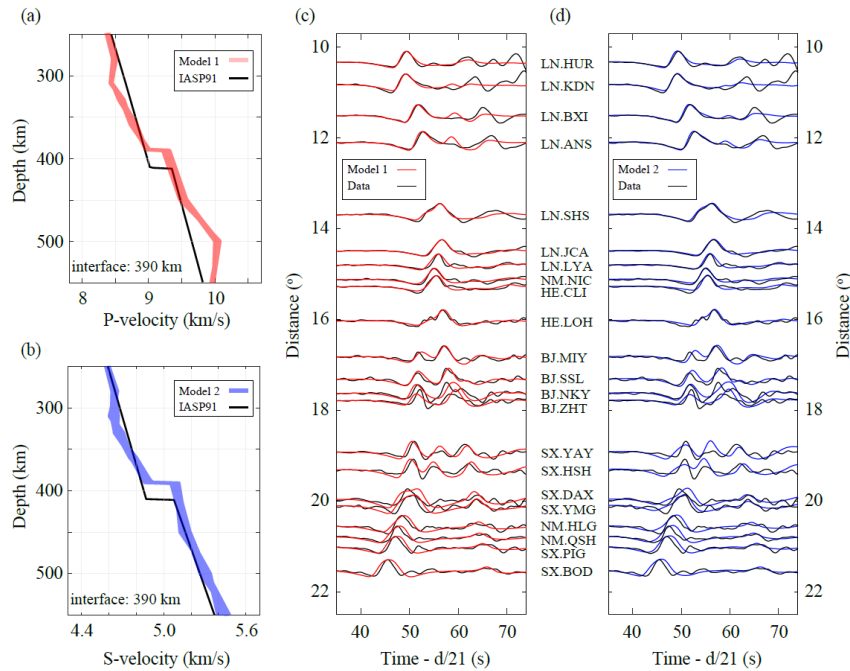 (a)
300
400
500
Depth (km)
Model 1
IASP91
interface: 390 km
8 9 10
P-velocity (km/s)
(b)
300
400
500
Depth (km)
Model 2
IASP91
interface: 390 km
4.4 5.0 5.6
S-velocity (km/s)
(c)
10
12
14
16
18
20
22
Distance (°)
Model 1
Data
40 50 60 70
Time - d/21 (s)
LN.HUR
LN.KDN
LN.BXI
LN.ANS
LN.SHS
LN.JCA
LN.LYA
NM.NIC
HE.CLI
HE.LOH
BJ.MIY
BJ.SSL
BJ.NKY
BJ.ZHT
SX.YAY
SX.HSH
SX.DAX
SX.YMG
NM.HLG
NM.QSH
SX.PIG
SX.BOD
(d)
Model 2
Data
40 50 60 70
Time - d/21 (s)
10
12
14
16
18
20
22
Distance (°)